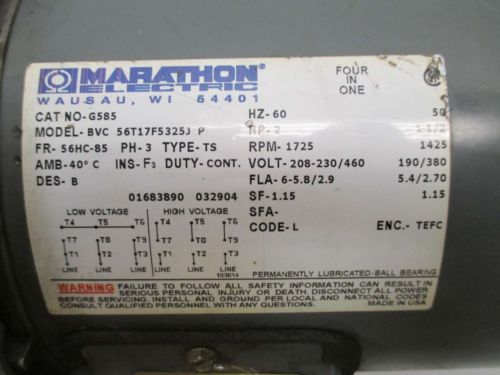 MARATHON
ELECTRIC
WAUSAU, WI 54401
FOUR
IN
ONE
CAT NO-G585
HZ-60 50
MODEL-BVC 56T17F5325J P
HP-2 1 1/2
FR-56HC-85 PH-3 TYPE-TS
RPM-1725 1425
AMB-40°C INS-F3 DUTY-CONT.
VOLT-208-230/460 190/380
DES-B
FLA-6-5.8/2.9 5.4/2.70
01683890 032904
SF-1.15 1.15
SFA-
CODE-L ENC.-TEFC
LOW VOLTAGE HIGH VOLTAGE
T4 T5 T6 T4 T5 T6
T7 T8 T9 T7 T8 T9
T1 T2 T3 T1 T2 T3
LINE LINE LINE LINE LINE LINE
183014
PERMANENTLY LUBRICATED-BALL BEARING
WARNING FAILURE TO FOLLOW ALL SAFETY INFORMATION CAN RESULT IN
SERIOUS PERSONAL INJURY OR DEATH. DISCONNECT ALL POWER
BEFORE SERVICING. INSTALL AND GROUND PER LOCAL AND NATIONAL CODES
CONSULT QUALIFIED PERSONNEL WITH ANY QUESTIONS. MADE IN USA